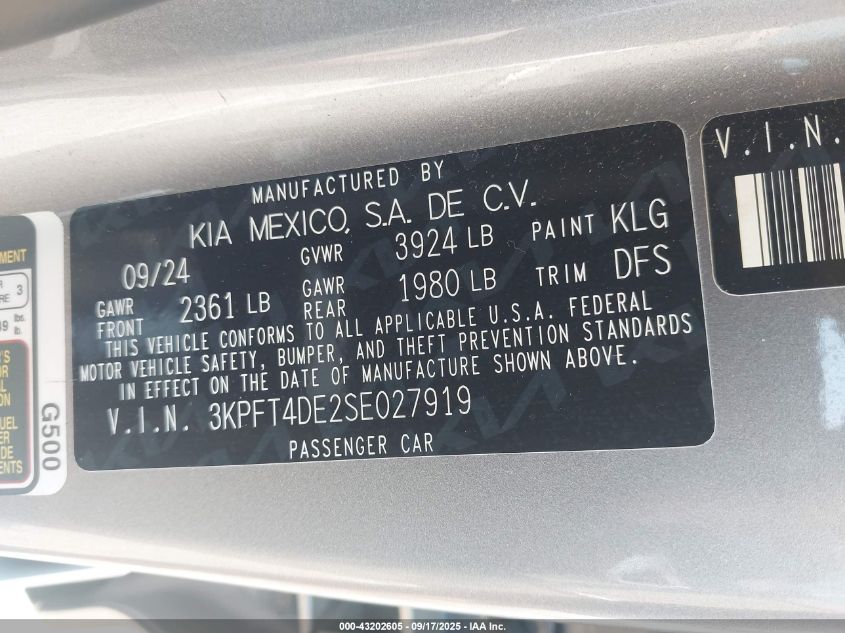 MANUFACTURED BY
KIA MEXICO, S.A. DE C.V.
09/24 GVWR 3924 LB PAINT KLG
GAWR FRONT 2361 LB GAWR REAR 1980 LB TRIM DFS
THIS VEHICLE CONFORMS TO ALL APPLICABLE U.S.A. FEDERAL
MOTOR VEHICLE SAFETY, BUMPER, AND THEFT PREVENTION STANDARDS
IN EFFECT ON THE DATE OF MANUFACTURE SHOWN ABOVE.
V.I.N. 3KPFT4DE2SE027919
PASSENGER CAR
V.I.N.
3
lbs.
lb.
G500
000-43202605 - 09/17/2025 - IAA Inc.